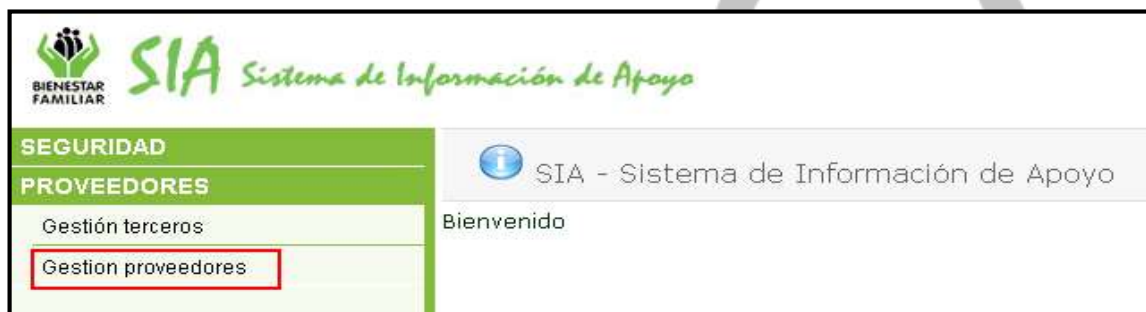 BIENESTAR
FAMILIAR
SIA Sistema de Información de Apoyo
SEGURIDAD
PROVEEDORES
Gestión terceros
Gestion proveedores
SIA - Sistema de Información de Apoyo
Bienvenido